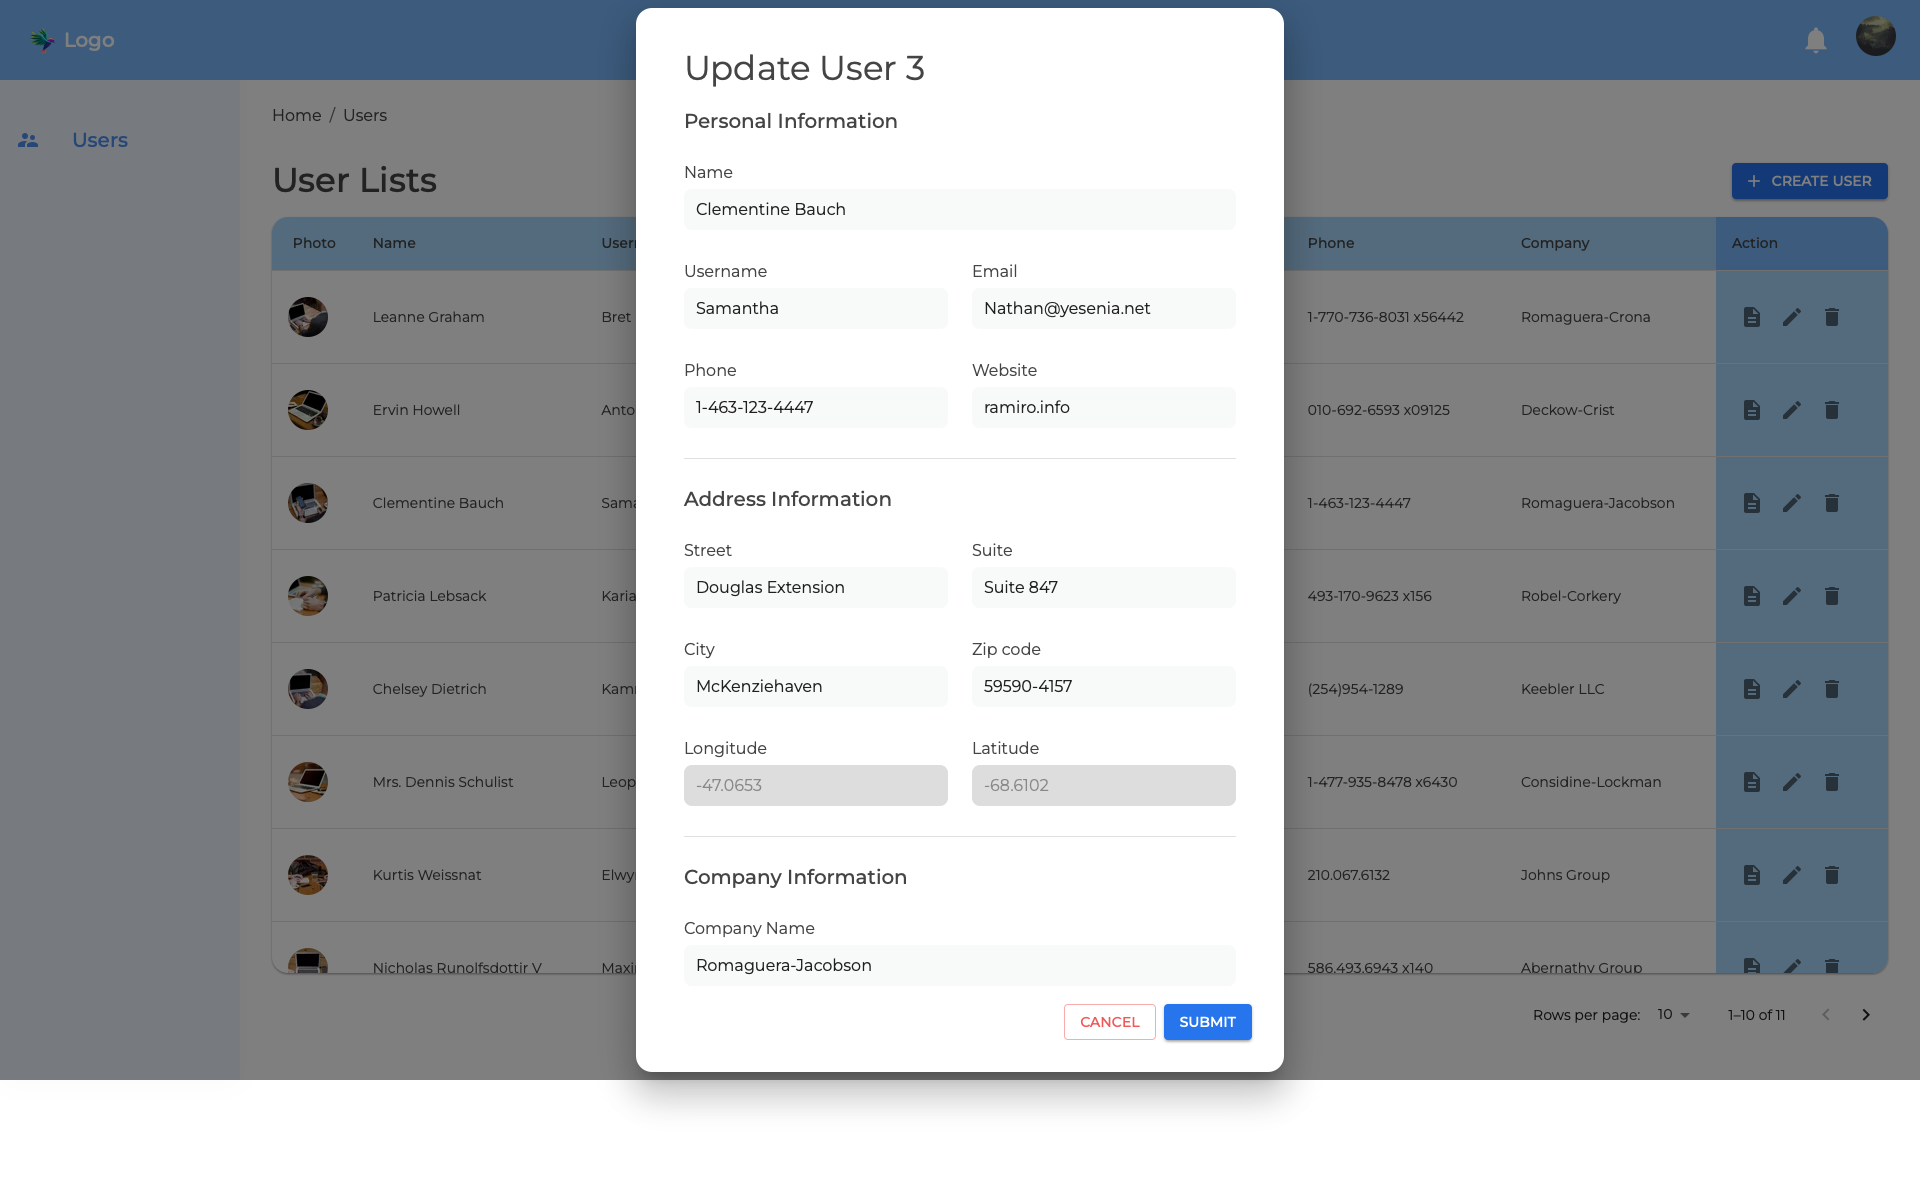 Logo
Users
Home / Users
User Lists
CREATE USER
Photo Name Usern Phone Company Action
Leanne Graham Bret 1-770-736-8031 x56442 Romaguera-Crona
Ervin Howell Anto 010-692-6593 x09125 Deckow-Crist
Clementine Bauch Sama 1-463-123-4447 Romaguera-Jacobson
Patricia Lebsack Karia 493-170-9623 x156 Robel-Corkery
Chelsey Dietrich Kamr (254)954-1289 Keebler LLC
Mrs. Dennis Schulist Leop 1-477-935-8478 x6430 Considine-Lockman
Kurtis Weissnat Elwy 210.067.6132 Johns Group
Nicholas Runolfsdottir V Maxi 586.493.6943 x140 Abernathy Group
Rows per page: 10 1–10 of 11
Update User 3
Personal Information
Name
Clementine Bauch
Username Email
Samantha Nathan@yesenia.net
Phone Website
1-463-123-4447 ramiro.info
Address Information
Street Suite
Douglas Extension Suite 847
City Zip code
McKenziehaven 59590-4157
Longitude Latitude
-47.0653 -68.6102
Company Information
Company Name
Romaguera-Jacobson
CANCEL SUBMIT